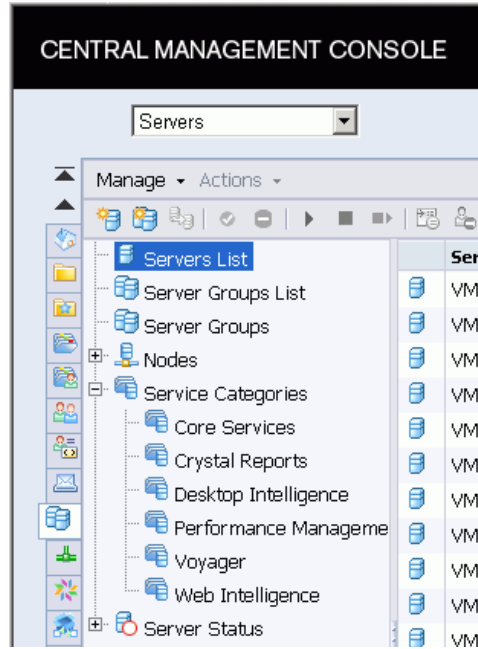 CENTRAL MANAGEMENT CONSOLE
Servers
Manage Actions
Servers List
Ser
Server Groups List
VM
Server Groups
VM
Nodes
VM
Service Categories
VM
Core Services
VM
Crystal Reports
VM
Desktop Intelligence
VM
Performance Manageme
VM
Voyager
VM
Web Intelligence
VM
Server Status
VM